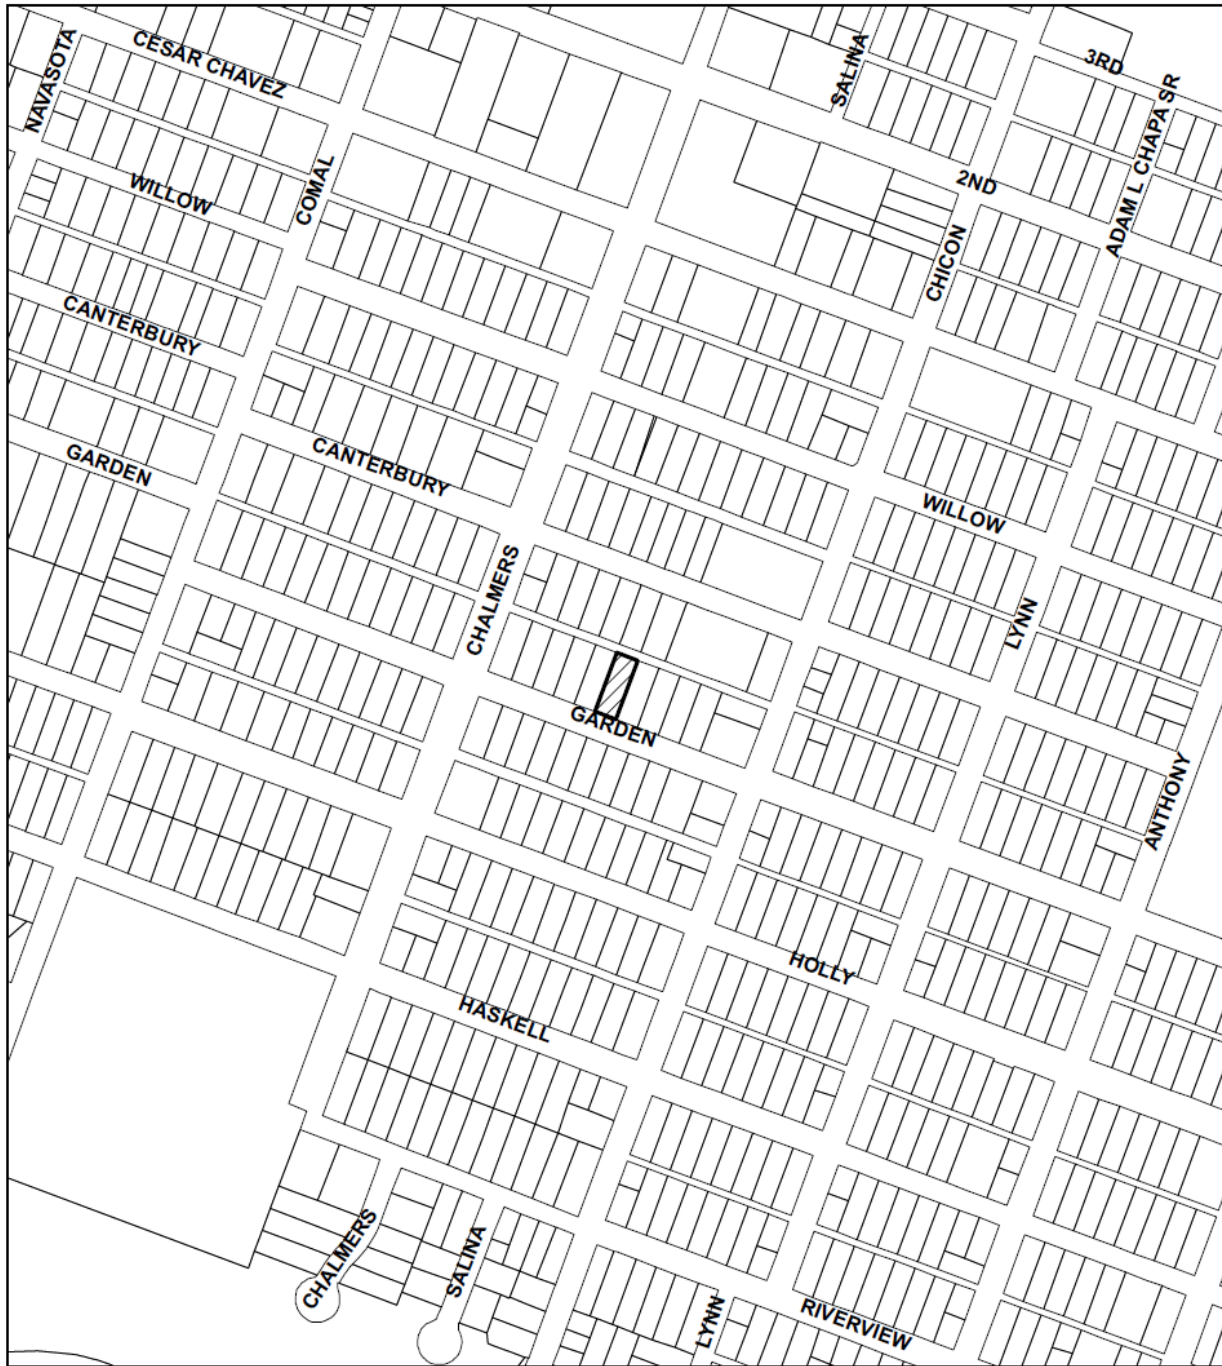 CESAR CHAVEZ
NAVASOTA
SALINA
3RD
ADAM L CHAPA SR
WILLOW
COMAL
2ND
CHICON
CANTERBURY
GARDEN
CANTERBURY
WILLOW
CHALMERS
LYNN
GARDEN
ANTHONY
HOLLY
HASKELL
CHALMERS
SALINA
LYNN
RIVERVIEW